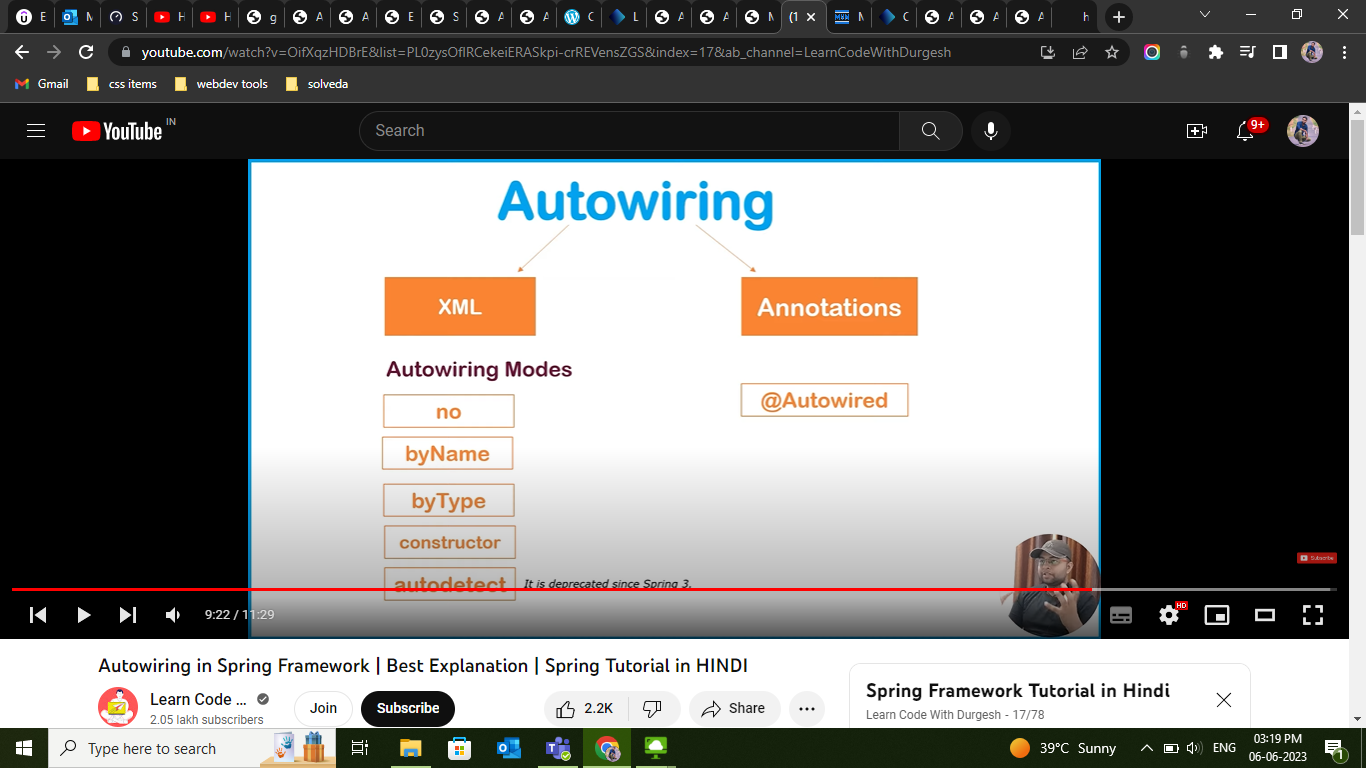 E
M
S
H
H
g
A
A
E
S
A
A
C
L
A
A
M
(1
M
C
A
A
A
h
youtube.com/watch?v=OifXqzHDBrE&list=PL0zysOflRCekeiERASkpi-crREVensZGS&index=17&ab_channel=LearnCodeWithDurgesh
Gmail css items webdev tools solveda
YouTube IN
Search
9+
Autowiring
XML
Annotations
Autowiring Modes
no
@Autowired
byName
byType
constructor
autodetect It is deprecated since Spring 3.
Subscribe
9:22 / 11:29
HD
Autowiring in Spring Framework | Best Explanation | Spring Tutorial in HINDI
Learn Code ...
2.05 lakh subscribers
Join
Subscribe
2.2K
Share
Spring Framework Tutorial in Hindi
Learn Code With Durgesh - 17/78
Type here to search
39°C Sunny
ENG
03:19 PM
06-06-2023
1